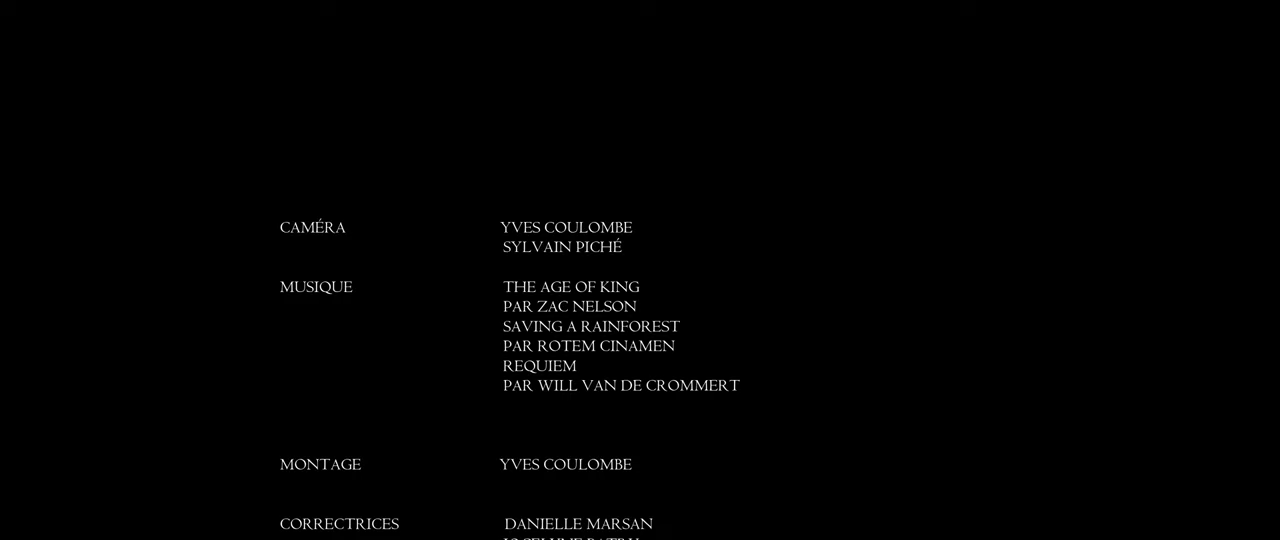 CAMÉRA YVES COULOMBE
SYLVAIN PICHÉ
MUSIQUE THE AGE OF KING
PAR ZAC NELSON
SAVING A RAINFOREST
PAR ROTEM CINAMEN
REQUIEM
PAR WILL VAN DE CROMMERT
MONTAGE YVES COULOMBE
CORRECTRICES DANIELLE MARSAN